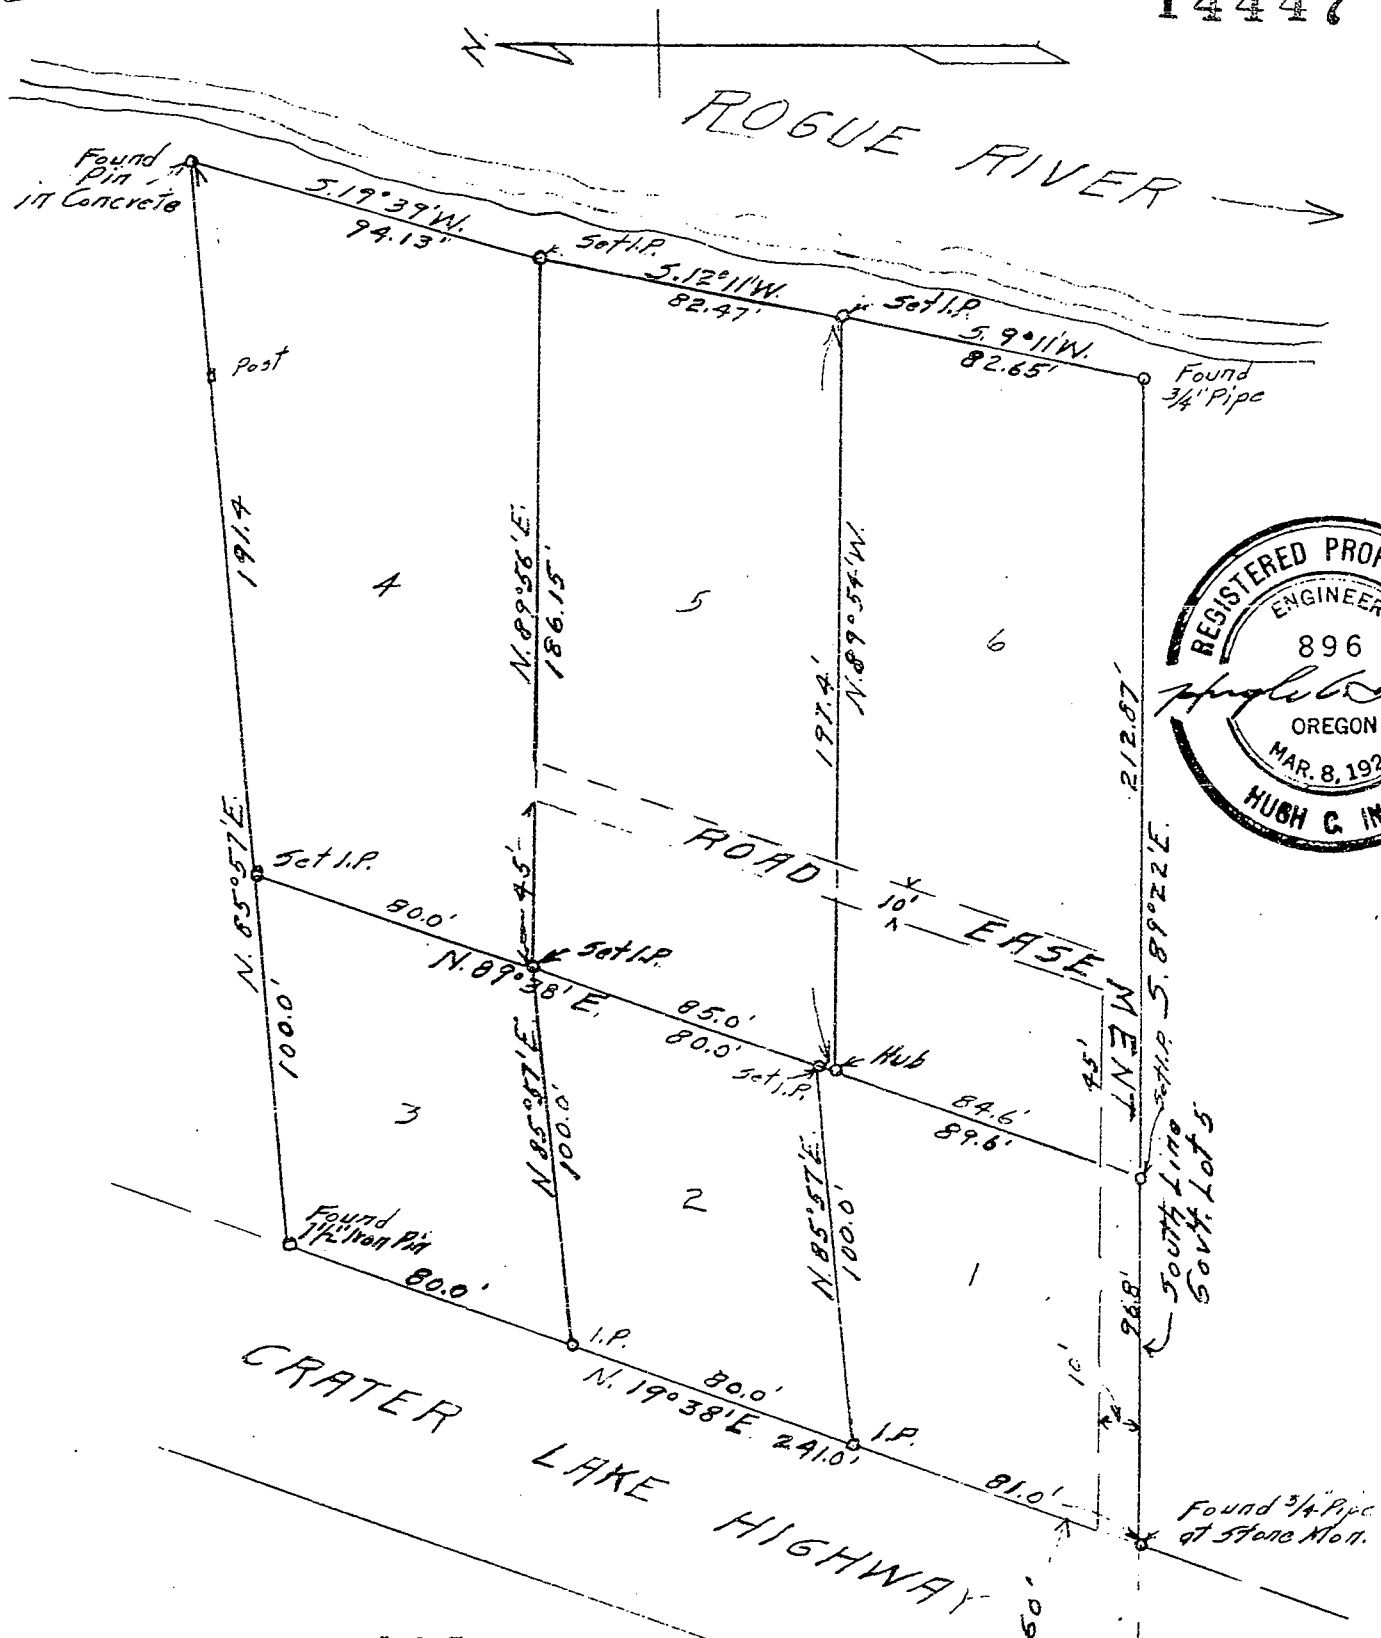 14447
N.
ROGUE RIVER
Found
Pin
in Concrete
S.19°39'W.
94.13'
Set I.P.
S.12°11'W.
82.47'
Set I.P.
S. 9°11'W.
82.65'
Found
3/4" Pipe
Post
191.4
4
N.89°56'E.
186.15'
5
197.4'
N.89°54'W.
6
212.87'
S.89°22'E.
REGISTERED PROF
ENGINEER
896
OREGON
MAR. 8, 192
HUGH C.
ROAD EASEMENT
10'
45'
45'
Set I.P.
80.0'
N.89°38'E.
Set I.P.
85.0'
80.0'
Set I.P.
Hub
84.6'
89.6'
Set I.P.
South Line
Govt. Lot 5
N. 85°57'E.
100.0'
3
N.85°57'E.
100.0'
2
N.85°57'E.
100.0'
1
96.8'
10'
Found
1 1/2" Iron Pin
80.0'
I.P.
80.0'
N. 19°38'E. 241.0'
I.P.
81.0'
Found 3/4" Pipe
at Stone Mon.
CRATER LAKE HIGHWAY
60'